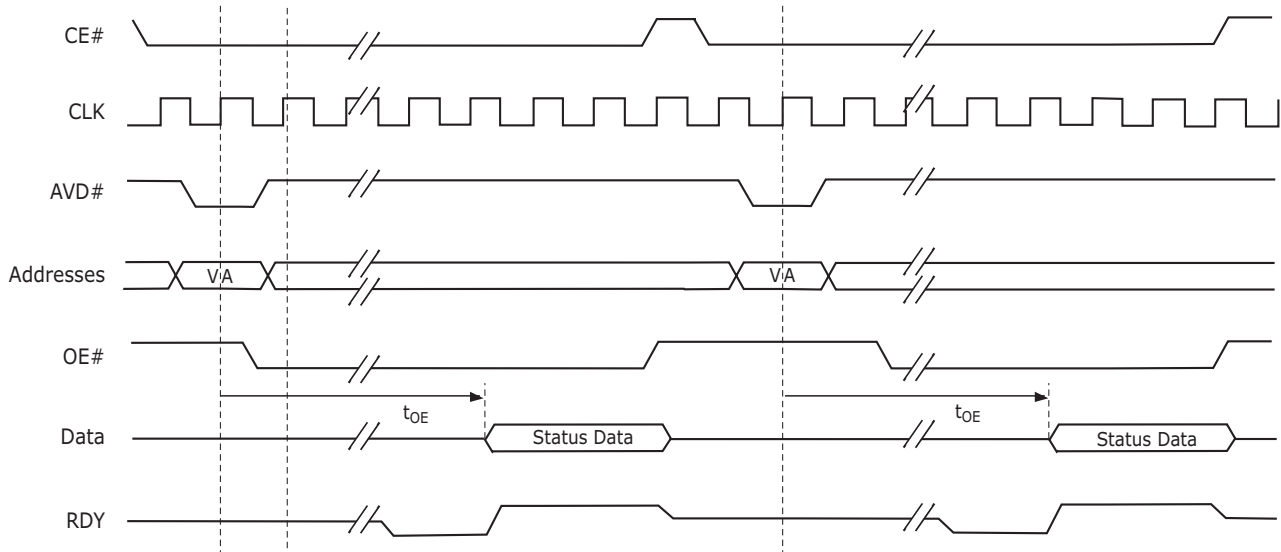 CE#
CLK
AVD#
Addresses
VA
VA
OE#
tOE
tOE
Data
Status Data
Status Data
RDY